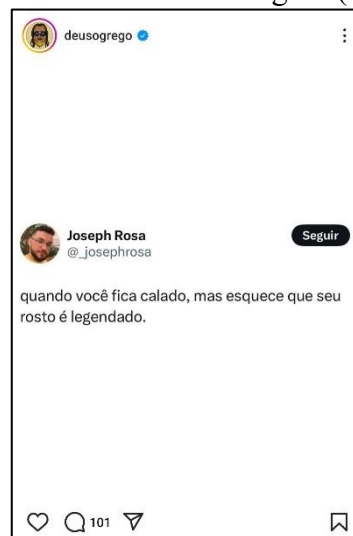 deusogrego
Joseph Rosa
Seguir
@_josephrosa
quando você fica calado, mas esquece que seu
rosto é legendado.
101